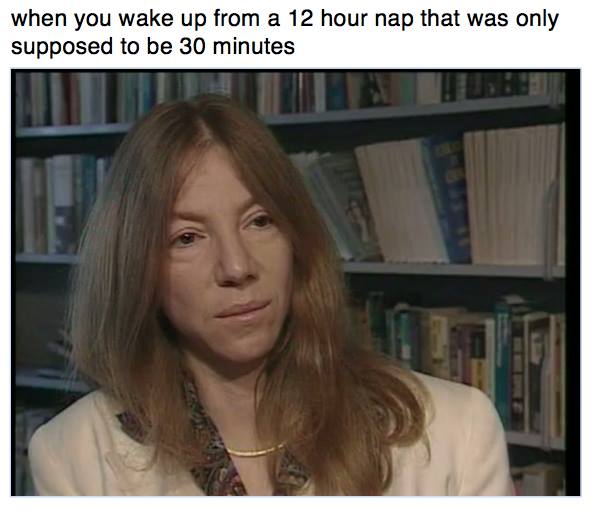 when you wake up from a 12 hour nap that was only
supposed to be 30 minutes